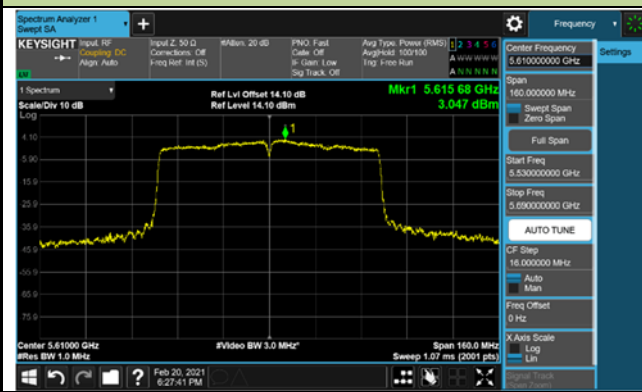 Spectrum Analyzer 1
Swept SA
Frequency
KEYSIGHT
Input: RF
Coupling: DC
Align: Auto
Input Z: 50 Ω
Corrections: Off
Freq Ref: Int (S)
#Atten: 20 dB
PNO: Fast
Gate: Off
IF Gain: Low
Sig Track: Off
Avg Type: Power (RMS)
Avg|Hold: 100/100
Trig: Free Run
1 2 3 4 5 6
A W W W W W
A N N N N N
Center Frequency
5.610000000 GHz
Settings
Span
160.000000 MHz
Swept Span
Zero Span
Full Span
Start Freq
5.530000000 GHz
Stop Freq
5.690000000 GHz
AUTO TUNE
CF Step
16.000000 MHz
Auto
Man
Freq Offset
0 Hz
X Axis Scale
Log
Lin
Signal Track
(Span Zoom)
1 Spectrum
Scale/Div 10 dB
Log
Ref Lvl Offset 14.10 dB
Ref Level 14.10 dBm
Mkr1 5.615 68 GHz
3.047 dBm
1
4.10
-5.90
-15.9
-25.9
-35.9
-45.9
-55.9
-65.9
-75.9
Center 5.61000 GHz
#Res BW 1.0 MHz
#Video BW 3.0 MHz*
Span 160.0 MHz
Sweep 1.07 ms (2001 pts)
Feb 20, 2021
6:27:41 PM